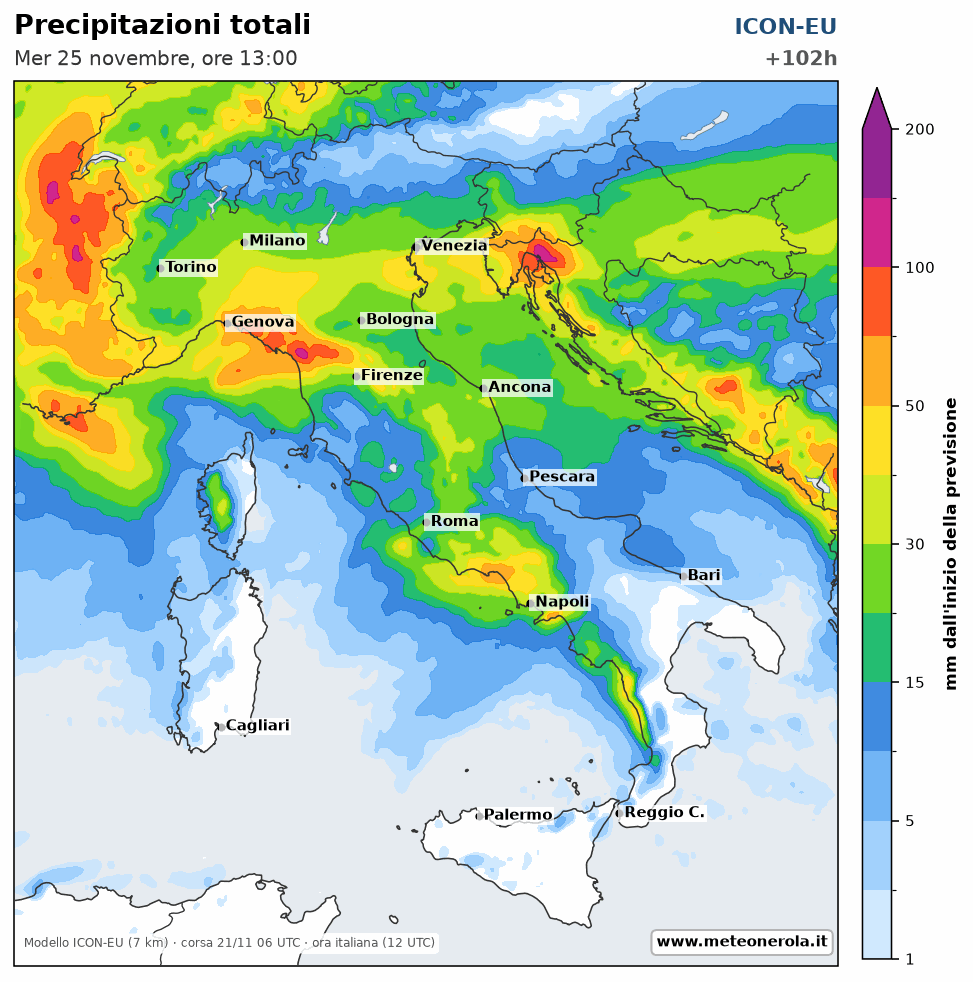 Precipitazioni totali
ICON-EU
Mer 25 novembre, ore 13:00
+102h
200
100
50
30
15
5
1
mm dall'inizio della previsione
Milano
Venezia
Torino
Genova
Bologna
Firenze
Ancona
Pescara
Roma
Bari
Napoli
Cagliari
Palermo
Reggio C.
Modello ICON-EU (7 km) · corsa 21/11 06 UTC · ora italiana (12 UTC)
www.meteonerola.it